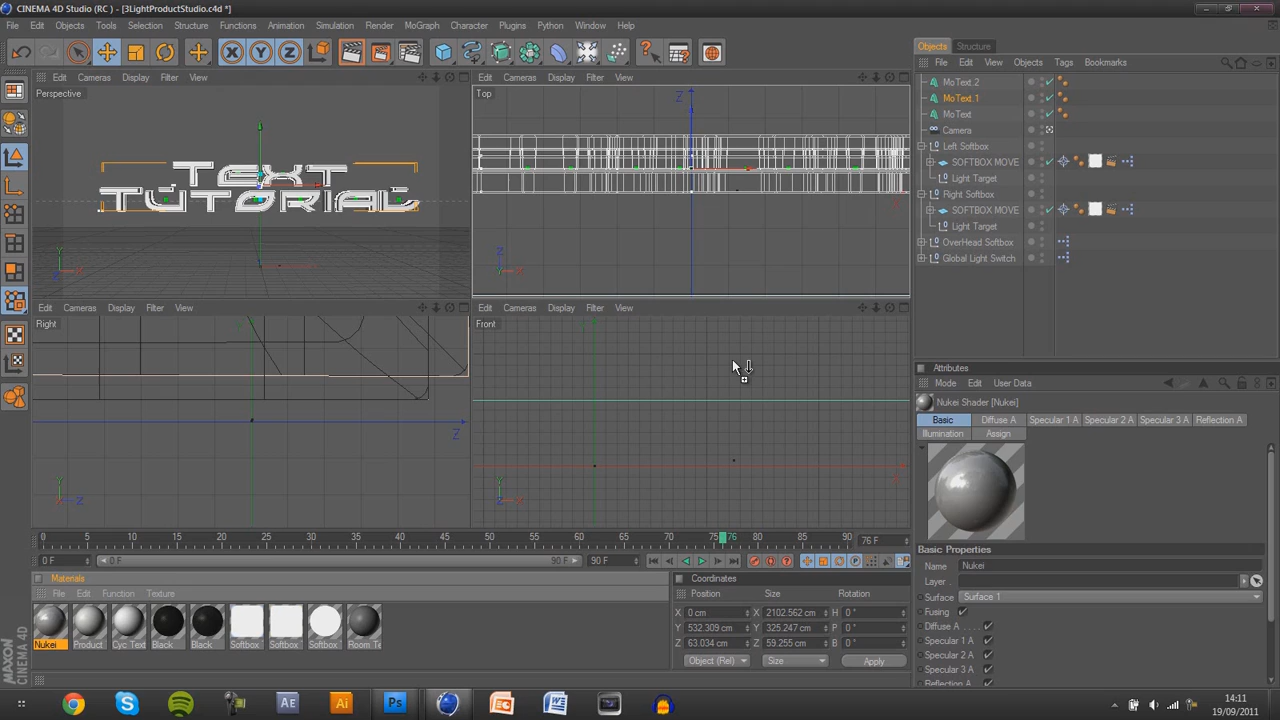 CINEMA 4D Studio (RC) - [3LightProductStudio.c4d *]
File Edit Objects Tools Selection Structure Functions Animation Simulation Render MoGraph Character Plugins Python Window Help
Objects Structure
File Edit View Objects Tags Bookmarks
MoText.2
MoText.1
MoText
Camera
Left Softbox
SOFTBOX MOVE
Light Target
Right Softbox
SOFTBOX MOVE
Light Target
OverHead Softbox
Global Light Switch
Edit Cameras Display Filter View
Perspective
TEXT
TUTORIAL
Y
X
Edit Cameras Display Filter View
Top
Z
Z
Y X
Edit Cameras Display Filter View
Right
Z
Y
X Z
Edit Cameras Display Filter View
Front
Y
Z X
0 5 10 15 20 25 30 35 40 45 50 55 60 65 70 75 76 80 85 90
76 F
0 F
0 F
90 F
90 F
Materials
File Edit Function Texture
Nukei Product Cyc Text Black Black Softbox Softbox Softbox Room Te
Coordinates
Position Size Rotation
X 0 cm X 2102.562 cm H 0 °
Y 532.309 cm Y 325.247 cm P 0 °
Z 63.034 cm Z 59.255 cm B 0 °
Object (Rel) Size Apply
Attributes
Mode Edit User Data
Nukei Shader [Nukei]
Basic Diffuse A Specular 1 A Specular 2 A Specular 3 A Reflection A
Illumination Assign
Basic Properties
Name Nukei
Layer
Surface Surface 1
Fusing
Diffuse A
Specular 1 A
Specular 2 A
Specular 3 A
Reflection A
MAXON
CINEMA 4D
Ae Ai Ps
14:11
19/09/2011